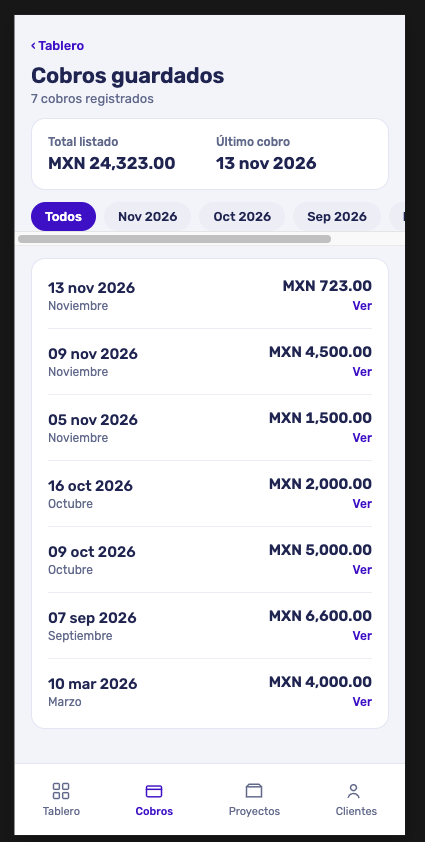 ‹ Tablero
Cobros guardados
7 cobros registrados
Total listado
MXN 24,323.00
Último cobro
13 nov 2026
Todos
Nov 2026
Oct 2026
Sep 2026
13 nov 2026
MXN 723.00
Noviembre
Ver
09 nov 2026
MXN 4,500.00
Noviembre
Ver
05 nov 2026
MXN 1,500.00
Noviembre
Ver
16 oct 2026
MXN 2,000.00
Octubre
Ver
09 oct 2026
MXN 5,000.00
Octubre
Ver
07 sep 2026
MXN 6,600.00
Septiembre
Ver
10 mar 2026
MXN 4,000.00
Marzo
Ver
Tablero
Cobros
Proyectos
Clientes